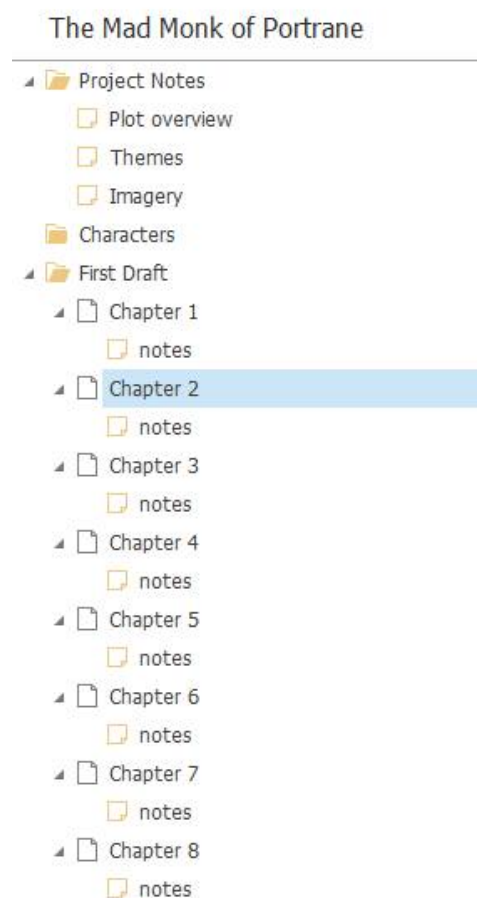 The Mad Monk of Portrane
Project Notes
Plot overview
Themes
Imagery
Characters
First Draft
Chapter 1
notes
Chapter 2
notes
Chapter 3
notes
Chapter 4
notes
Chapter 5
notes
Chapter 6
notes
Chapter 7
notes
Chapter 8
notes